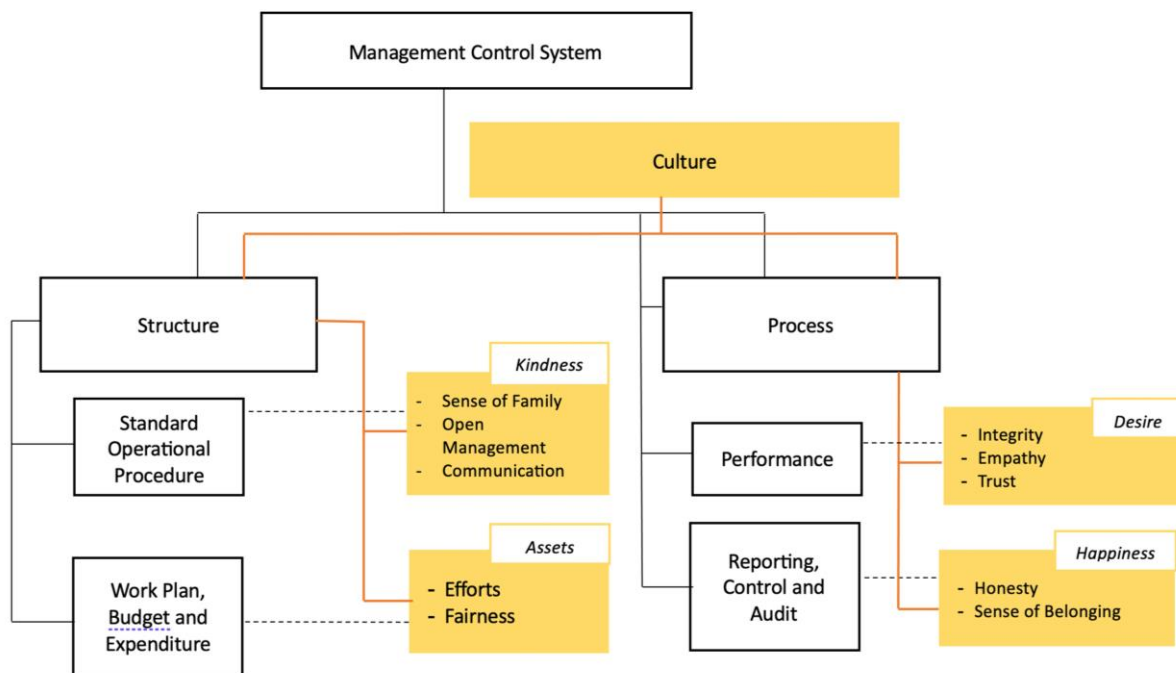 Management Control System
Culture
Structure
Process
Kindness
- Sense of Family
- Open
Management
- Communication
Standard
Operational
Procedure
Performance
Desire
- Integrity
- Empathy
- Trust
Assets
- Efforts
- Fairness
Work Plan,
Budget and
Expenditure
Reporting,
Control and
Audit
Happiness
- Honesty
- Sense of Belonging